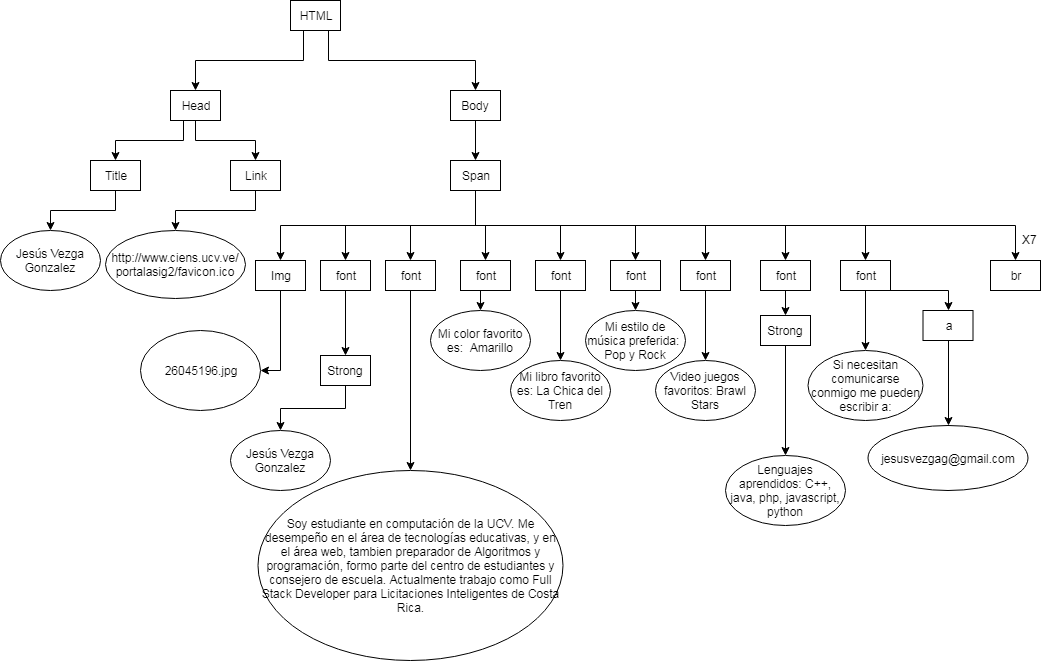 HTML
Head
Body
Title
Link
Span
Jesús Vezga
Gonzalez
http://www.ciens.ucv.ve/
portalasig2/favicon.ico
X7
Img
font
font
font
font
font
font
font
font
br
Strong
a
Mi color favorito
es: Amarillo
Mi estilo de
música preferida:
Pop y Rock
26045196.jpg
Strong
Mi libro favorito
es: La Chica del
Tren
Video juegos
favoritos: Brawl
Stars
Si necesitan
comunicarse
conmigo me pueden
escribir a:
Jesús Vezga
Gonzalez
jesusvezgag@gmail.com
Lenguajes
aprendidos: C++,
java, php, javascript,
python
Soy estudiante en computación de la UCV. Me
desempeño en el área de tecnologías educativas, y en
el área web, tambien preparador de Algoritmos y
programación, formo parte del centro de estudiantes y
consejero de escuela. Actualmente trabajo como Full
Stack Developer para Licitaciones Inteligentes de Costa
Rica.